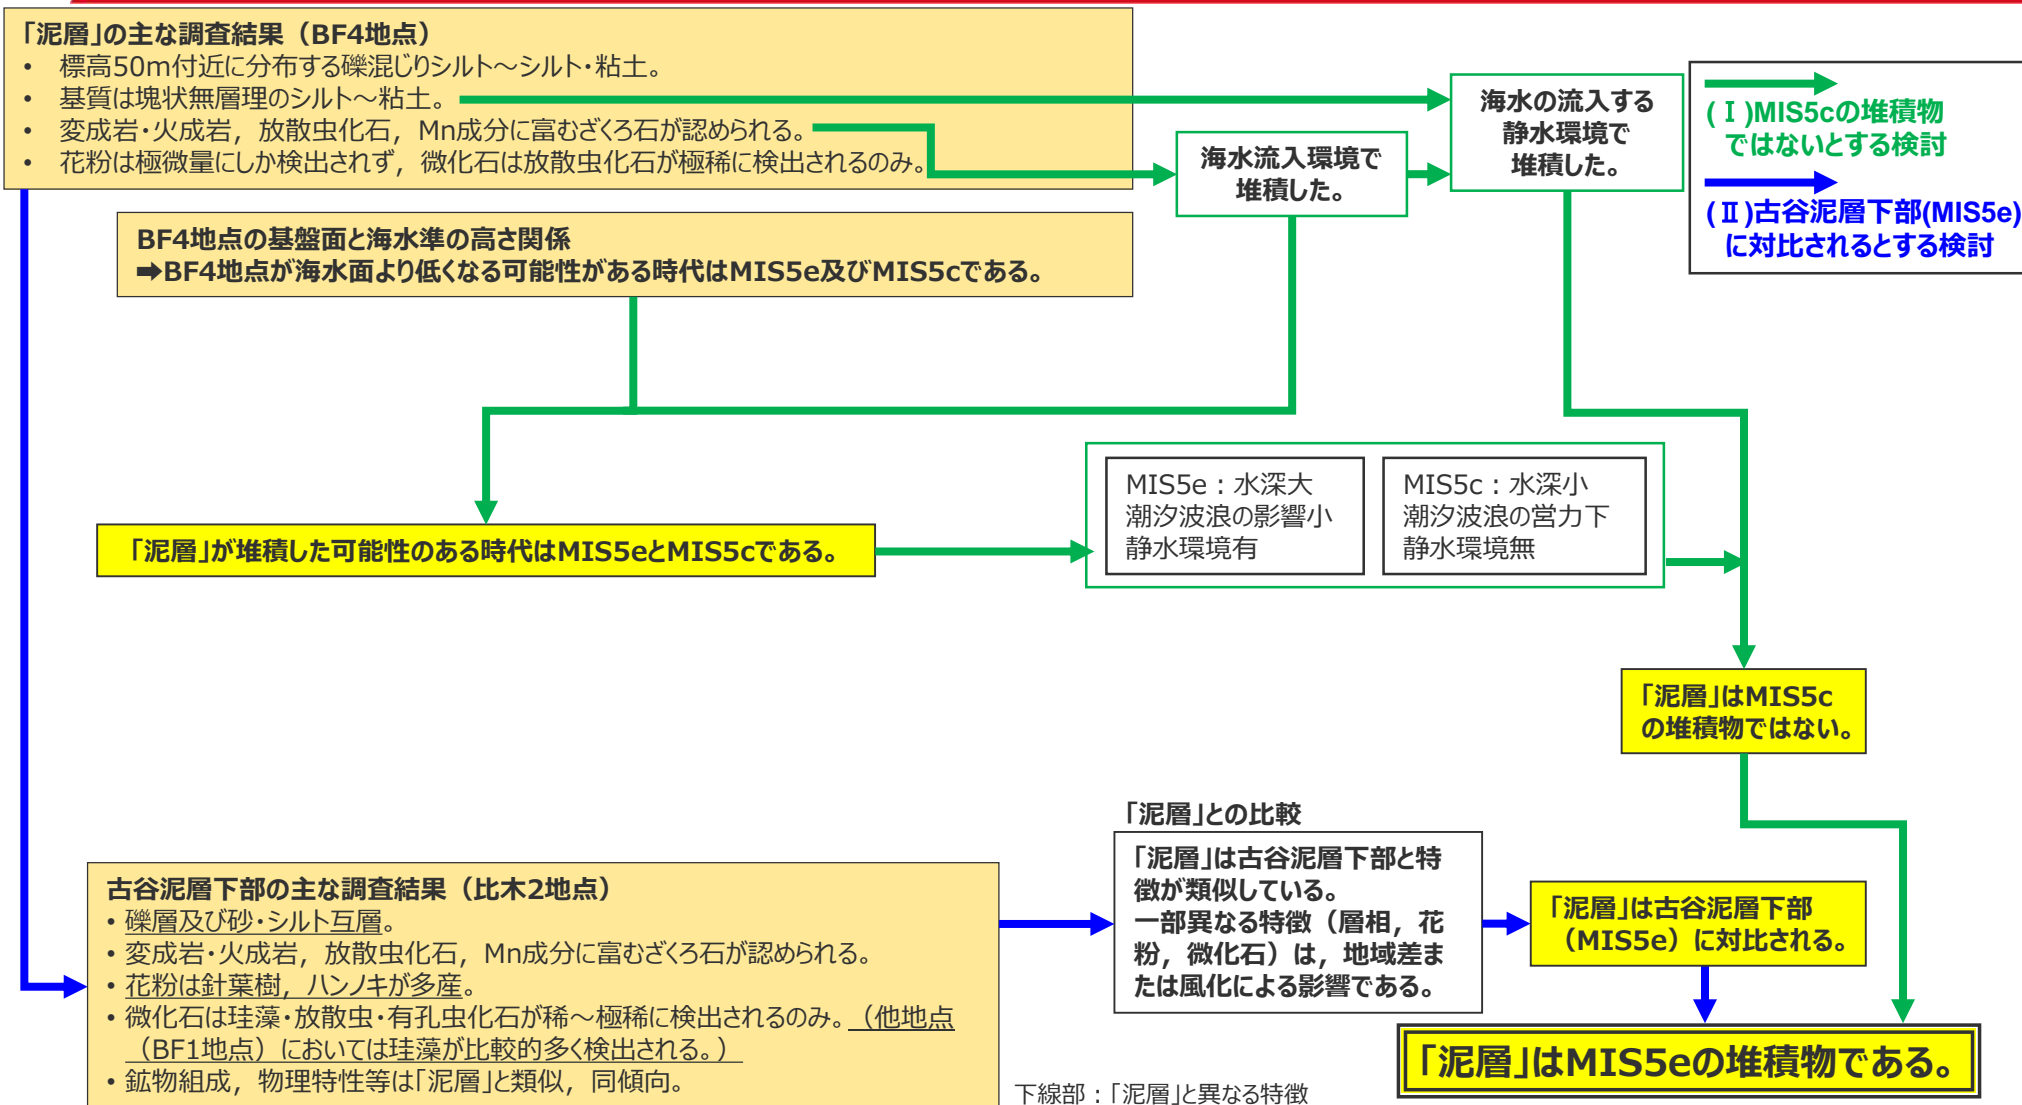 「泥層」の主な調査結果（BF4地点）
• 標高50m付近に分布する礫混じりシルト～シルト・粘土。
• 基質は塊状無層理のシルト～粘土。
• 変成岩・火成岩，放散虫化石，Mn成分に富むざくろ石が認められる。
• 花粉は極微量にしか検出されず，微化石は放散虫化石が極稀に検出されるのみ。
海水流入環境で
堆積した。
海水の流入する
静水環境で
堆積した。
(Ⅰ)MIS5cの堆積物
ではないとする検討
(Ⅱ)古谷泥層下部(MIS5e)
に対比されるとする検討
BF4地点の基盤面と海水準の高さ関係
➡BF4地点が海水面より低くなる可能性がある時代はMIS5e及びMIS5cである。
「泥層」が堆積した可能性のある時代はMIS5eとMIS5cである。
MIS5e：水深大
潮汐波浪の影響小
静水環境有
MIS5c：水深小
潮汐波浪の営力下
静水環境無
「泥層」はMIS5c
の堆積物ではない。
古谷泥層下部の主な調査結果（比木2地点）
• 礫層及び砂・シルト互層。
• 変成岩・火成岩，放散虫化石，Mn成分に富むざくろ石が認められる。
• 花粉は針葉樹，ハンノキが多産。
• 微化石は珪藻・放散虫・有孔虫化石が稀～極稀に検出されるのみ。（他地点
（BF1地点）においては珪藻が比較的多く検出される。）
• 鉱物組成，物理特性等は「泥層」と類似，同傾向。
「泥層」との比較
「泥層」は古谷泥層下部と特
徴が類似している。
一部異なる特徴（層相，花
粉，微化石）は，地域差ま
たは風化による影響である。
「泥層」は古谷泥層下部
（MIS5e）に対比される。
「泥層」はMIS5eの堆積物である。
下線部：「泥層」と異なる特徴